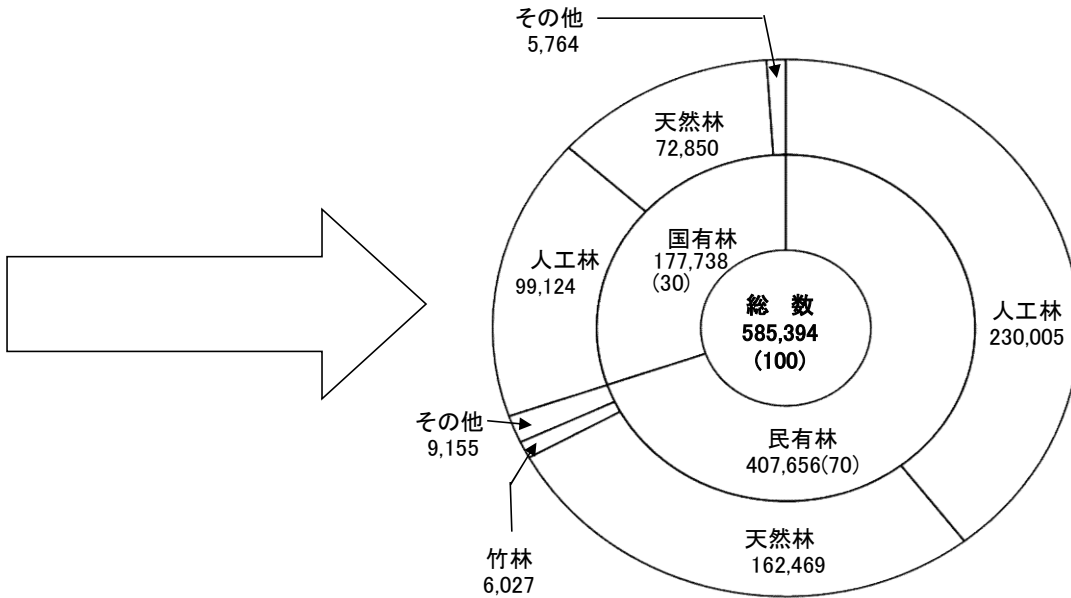 その他
5,764
天然林
72,850
国有林
177,738
(30)
人工林
99,124
総 数
585,394
(100)
人工林
230,005
その他
9,155
民有林
407,656(70)
天然林
162,469
竹林
6,027